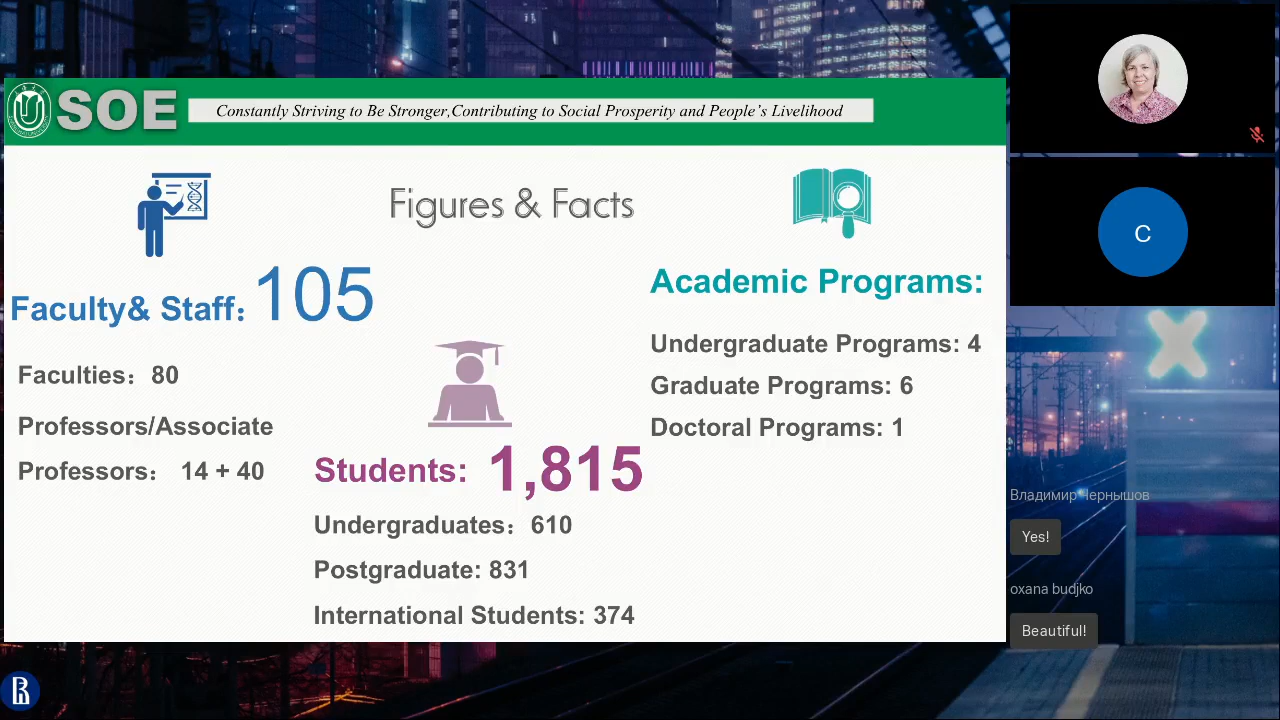 SOE
Constantly Striving to Be Stronger,Contributing to Social Prosperity and People's Livelihood
Figures & Facts
Faculty& Staff：105
Faculties：80
Professors/Associate
Professors： 14 + 40
Students: 1,815
Undergraduates：610
Postgraduate: 831
International Students: 374
Academic Programs:
Undergraduate Programs: 4
Graduate Programs: 6
Doctoral Programs: 1
C
Владимир Чернышов
Yes!
oxana budjko
Beautiful!